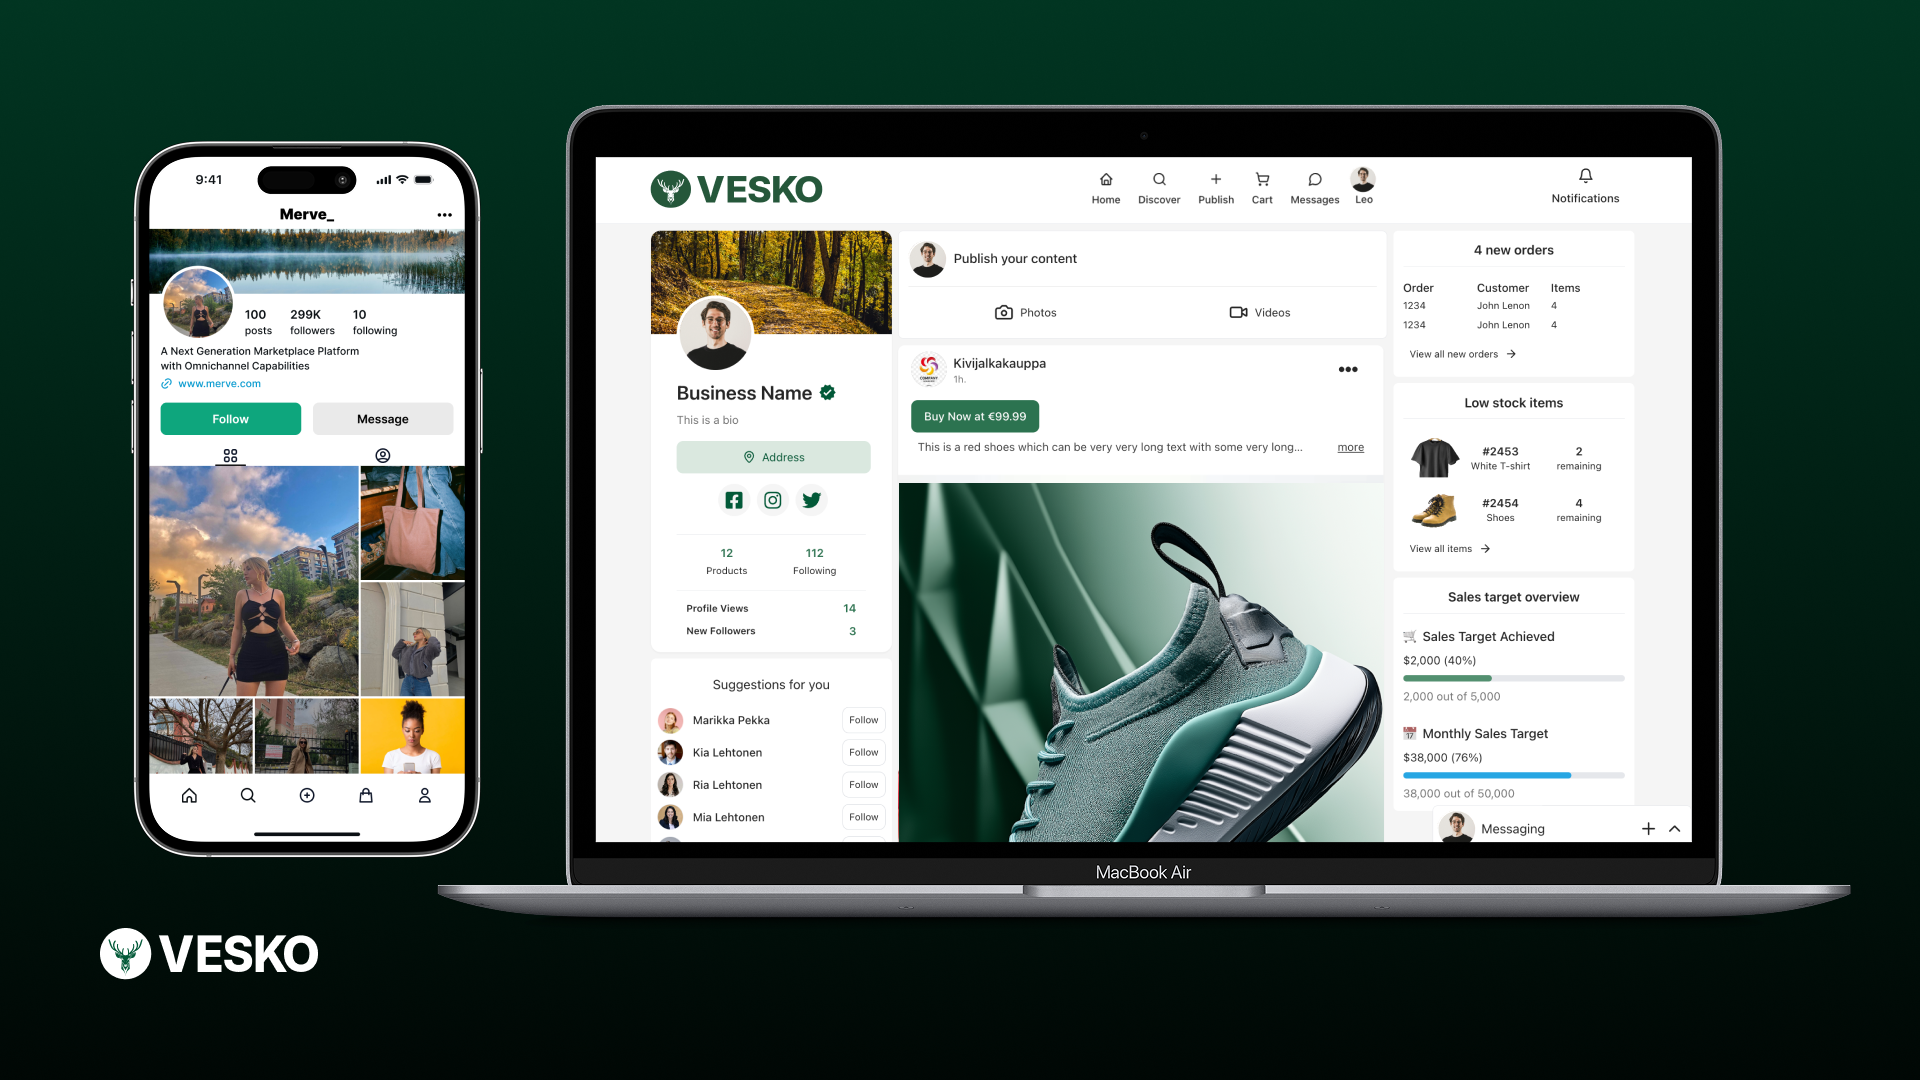 9:41
Merve_
100
299K
10
posts
followers
following
A Next Generation Marketplace Platform
with Omnichannel Capabilities
www.merve.com
Follow
Message
VESKO
Home
Discover
Publish
Cart
Messages
Leo
Notifications
Business Name
This is a bio
Address
12
112
Products
Following
Profile Views
14
New Followers
3
Suggestions for you
Marikka Pekka
Follow
Kia Lehtonen
Follow
Ria Lehtonen
Follow
Mia Lehtonen
Follow
Publish your content
Photos
Videos
COMPANY
Kivijalkakauppa
1h.
Buy Now at €99.99
This is a red shoes which can be very very long text with some very long...
more
4 new orders
Order
Customer
Items
1234
John Lenon
4
1234
John Lenon
4
View all new orders
Low stock items
#2453
2
White T-shirt
remaining
#2454
4
Shoes
remaining
View all items
Sales target overview
Sales Target Achieved
$2,000 (40%)
2,000 out of 5,000
Monthly Sales Target
$38,000 (76%)
38,000 out of 50,000
Messaging
MacBook Air
VESKO